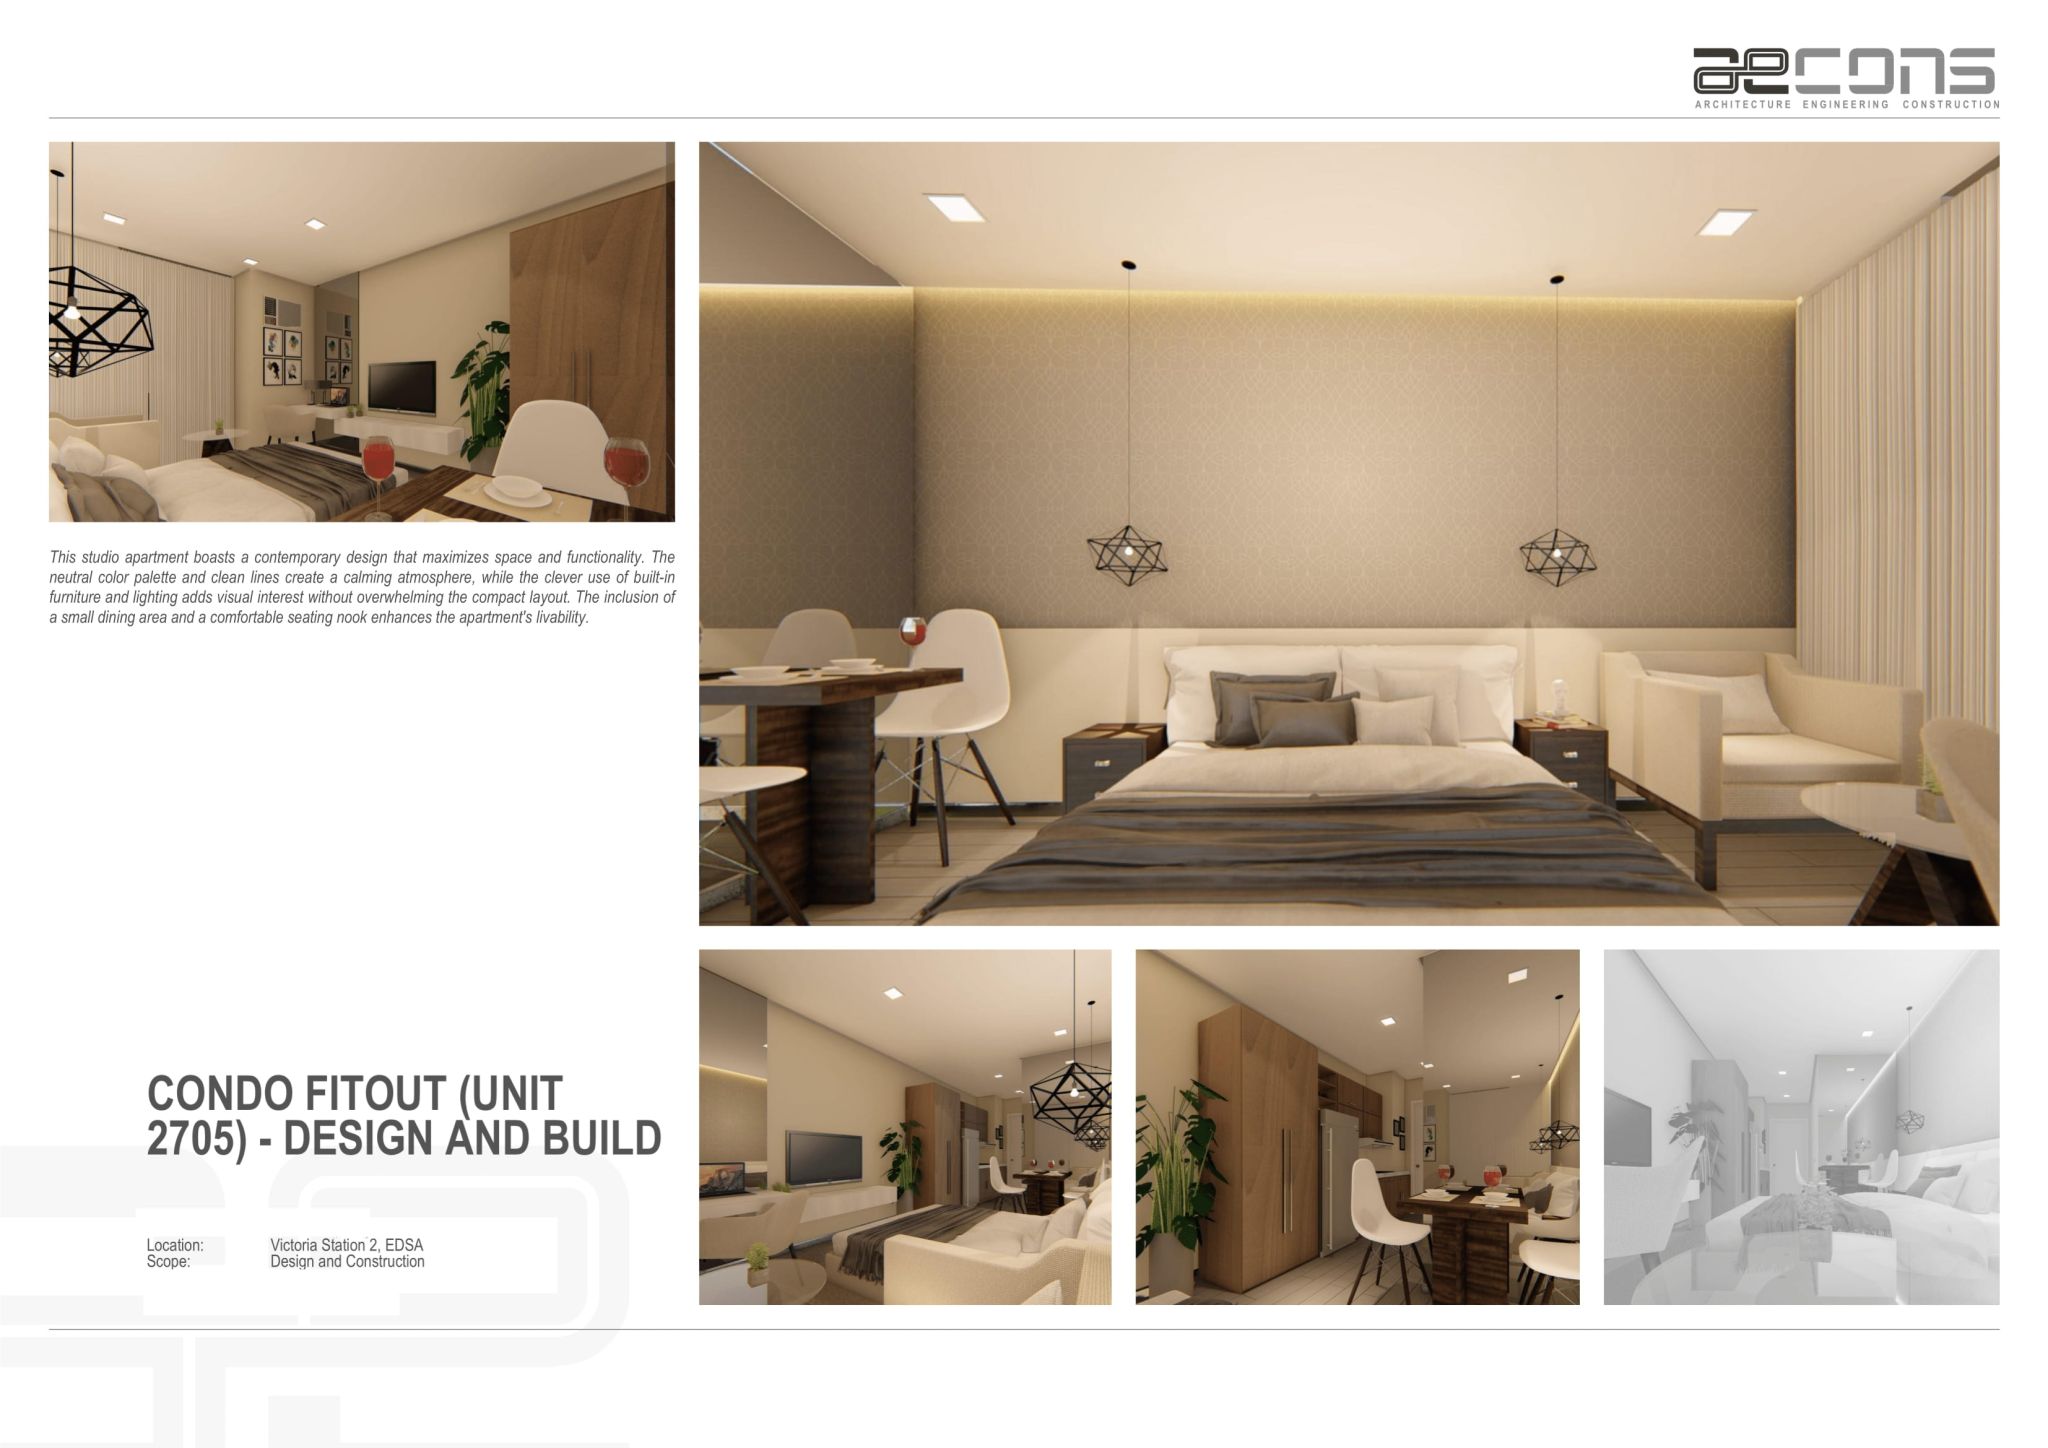 aecons
ARCHITECTURE ENGINEERING CONSTRUCTION
This studio apartment boasts a contemporary design that maximizes space and functionality. The
neutral color palette and clean lines create a calming atmosphere, while the clever use of built-in
furniture and lighting adds visual interest without overwhelming the compact layout. The inclusion of
a small dining area and a comfortable seating nook enhances the apartment's livability.
CONDO FITOUT (UNIT
2705) - DESIGN AND BUILD
Location: Victoria Station 2, EDSA
Scope: Design and Construction